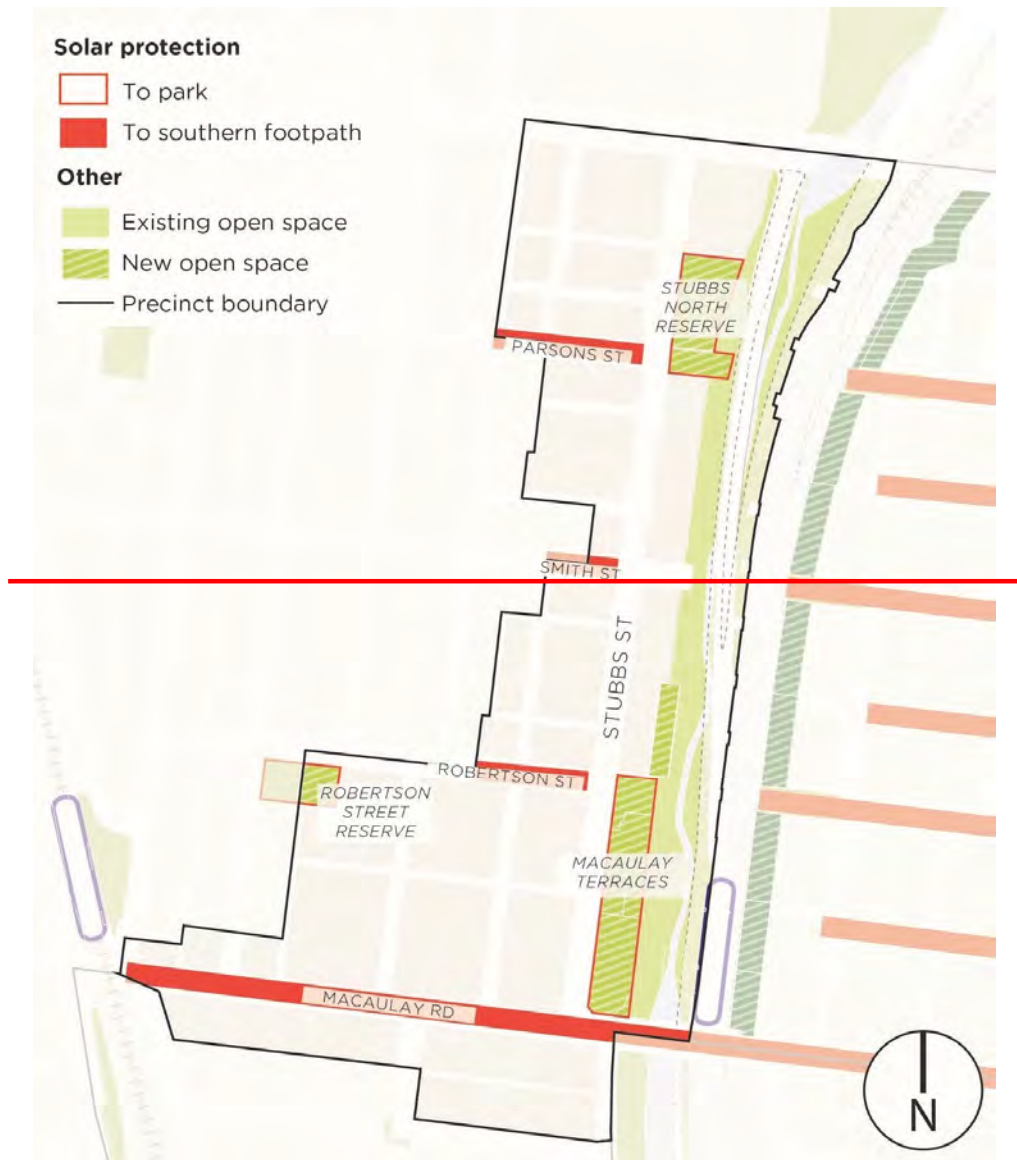 Solar protection
To park
To southern footpath
Other
Existing open space
New open space
Precinct boundary
STUBBS
NORTH
RESERVE
PARSONS ST
SMITH ST
STUBBS ST
ROBERTSON ST
ROBERTSON
STREET
RESERVE
MACAULAY
TERRACES
MACAULAY RD
N